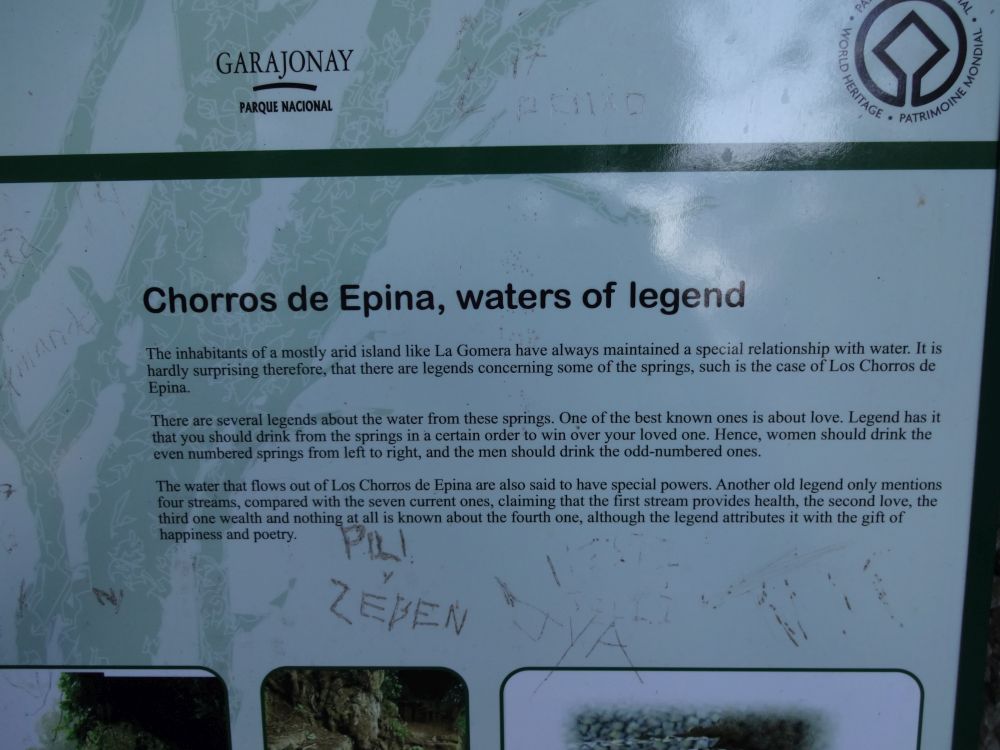 GARAJONAY
PARQUE NACIONAL
WORLD HERITAGE • PATRIMOINE MONDIAL •
Chorros de Epina, waters of legend
The inhabitants of a mostly arid island like La Gomera have always maintained a special relationship with water. It is
hardly surprising therefore, that there are legends concerning some of the springs, such is the case of Los Chorros de
Epina.
There are several legends about the water from these springs. One of the best known ones is about love. Legend has it
that you should drink from the springs in a certain order to win over your loved one. Hence, women should drink the
even numbered springs from left to right, and the men should drink the odd-numbered ones.
The water that flows out of Los Chorros de Epina are also said to have special powers. Another old legend only mentions
four streams, compared with the seven current ones, claiming that the first stream provides health, the second love, the
third one wealth and nothing at all is known about the fourth one, although the legend attributes it with the gift of
happiness and poetry.
PILI
Y
ZEBEN